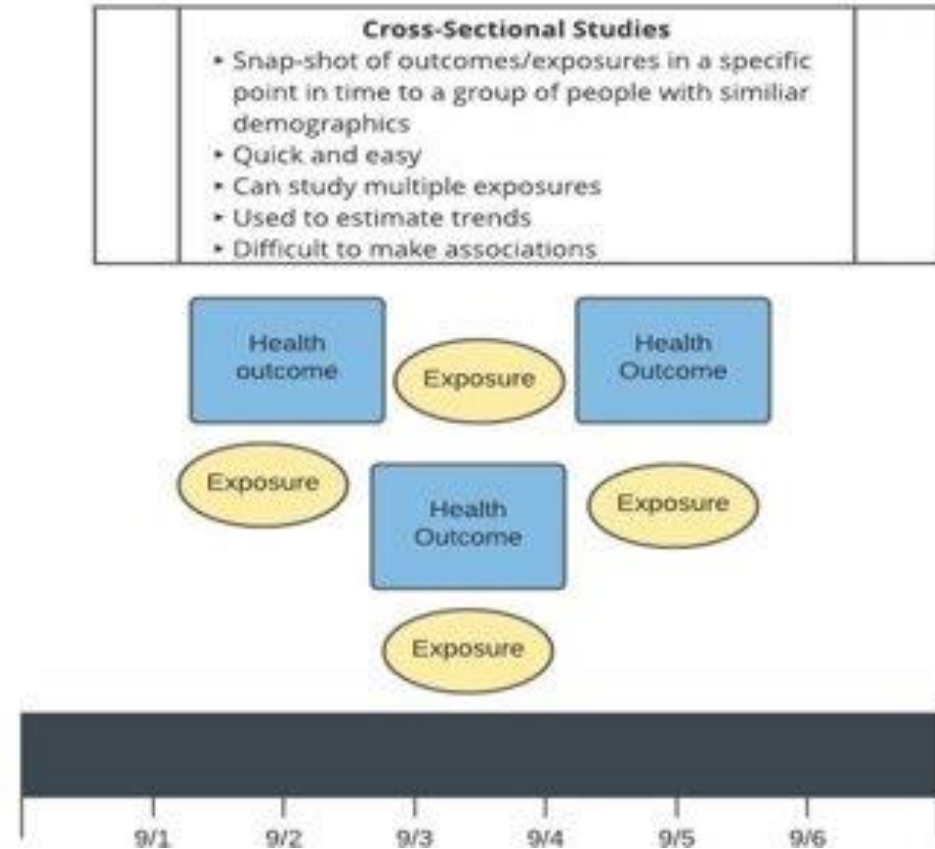 Cross-Sectional Studies
‣ Snap-shot of outcomes/exposures in a specific
point in time to a group of people with similiar
demographics
‣ Quick and easy
‣ Can study multiple exposures
‣ Used to estimate trends
‣ Difficult to make associations
Health
outcome
Exposure
Health
Outcome
Exposure
Health
Outcome
Exposure
Exposure
9/1 9/2 9/3 9/4 9/5 9/6